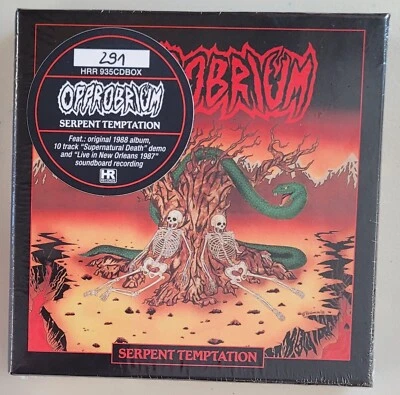 291
HRR 935CDBOX
OPPROBRIUM
SERPENT TEMPTATION
Feat.: original 1988 album,
10 track "Supernatural Death" demo
and "Live in New Orleans 1987"
soundboard recording
HR
OBRIUM
SERPENT TEMPTATION